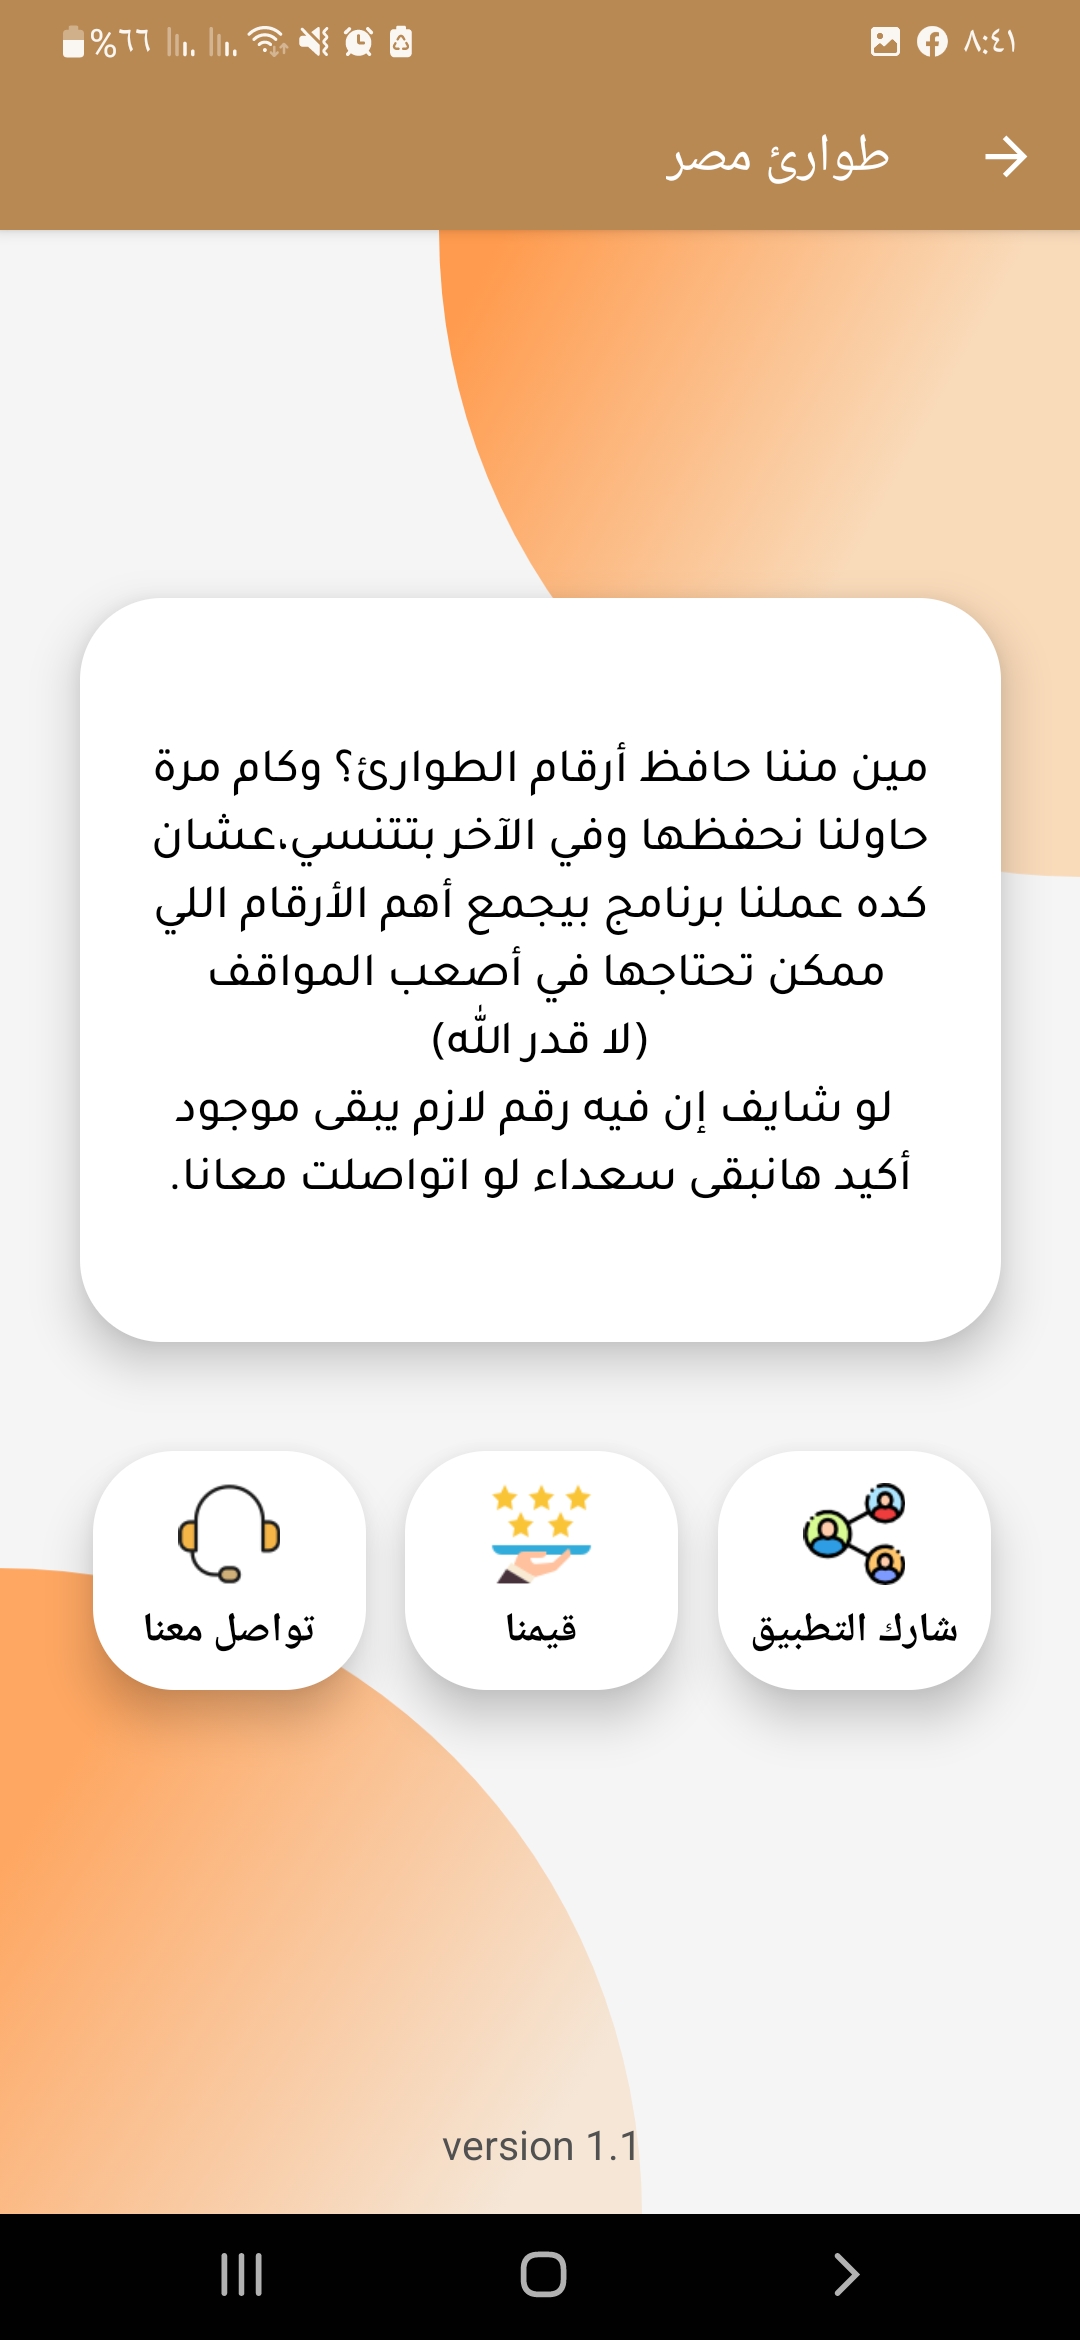 ٨:٤١
%٦٦
طوارئ مصر
مين مننا حافظ أرقام الطوارئ؟ وكام مرة
حاولنا نحفظها وفي الآخر بتتنسي،عشان
كده عملنا برنامج بيجمع أهم الأرقام اللي
ممكن تحتاجها في أصعب المواقف
(لا قدر الله)
لو شايف إن فيه رقم لازم يبقى موجود
أكيد هانبقى سعداء لو اتواصلت معانا.
شارك التطبيق
قيمنا
تواصل معنا
version 1.1